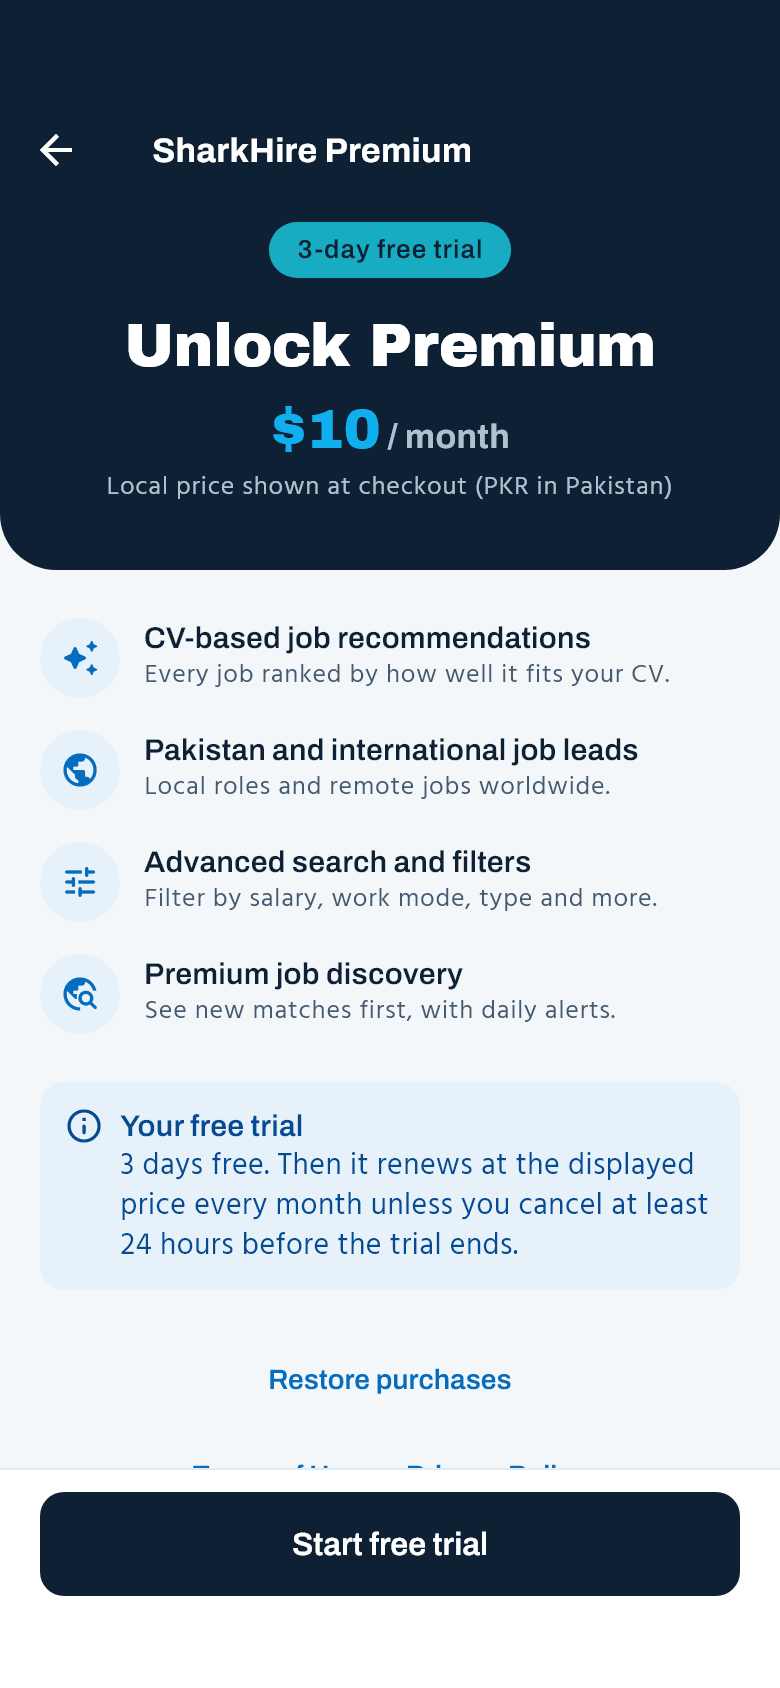 SharkHire Premium
3-day free trial
Unlock Premium
$10 / month
Local price shown at checkout (PKR in Pakistan)
CV-based job recommendations
Every job ranked by how well it fits your CV.
Pakistan and international job leads
Local roles and remote jobs worldwide.
Advanced search and filters
Filter by salary, work mode, type and more.
Premium job discovery
See new matches first, with daily alerts.
Your free trial
3 days free. Then it renews at the displayed
price every month unless you cancel at least
24 hours before the trial ends.
Restore purchases
Start free trial